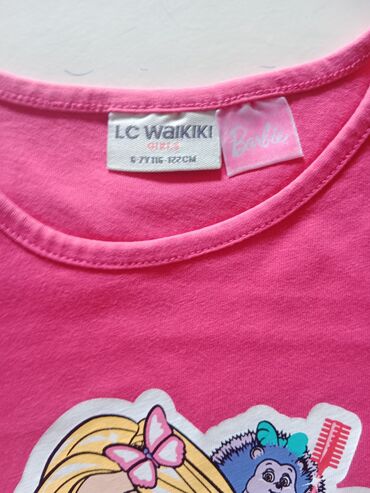 LC WAIKIKI
GIRLS
6-7Y 116-122CM
Barbie